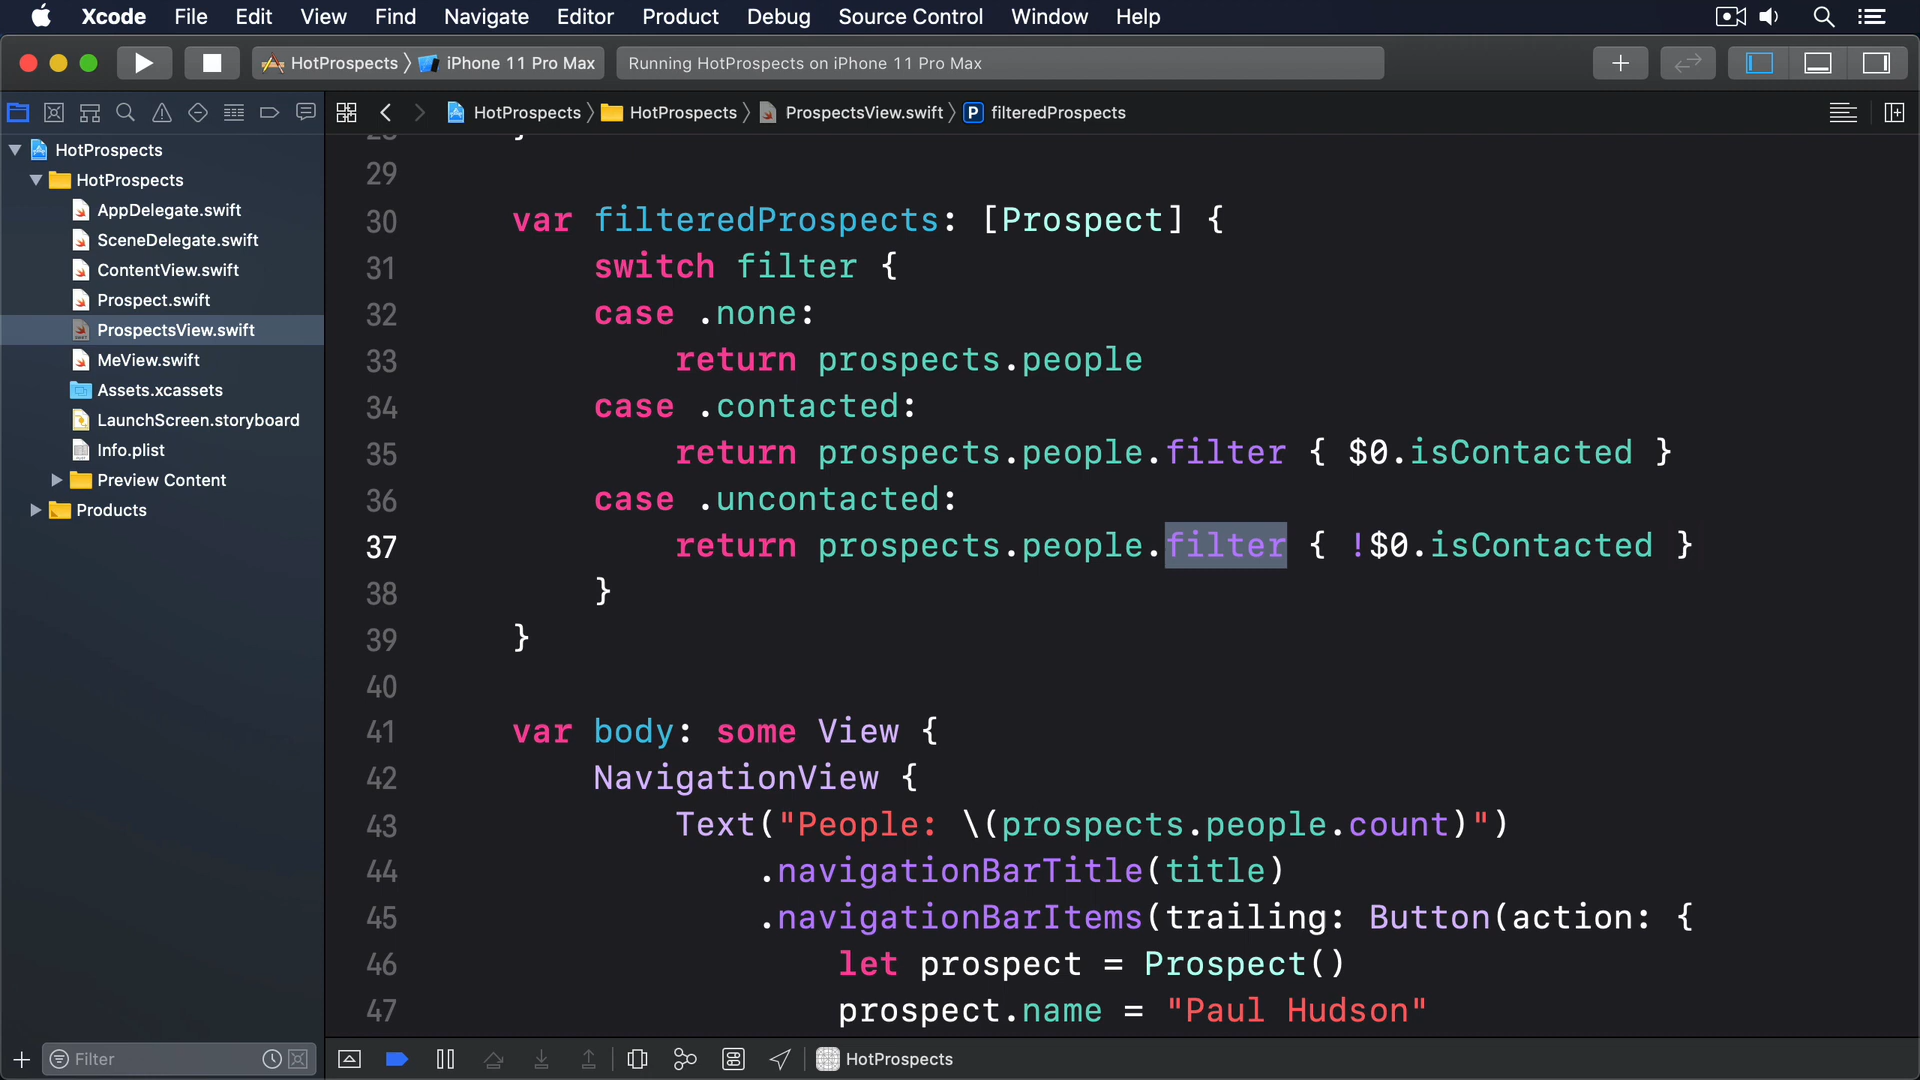 Xcode File Edit View Find Navigate Editor Product Debug Source Control Window Help
HotProspects 〉 iPhone 11 Pro Max
Running HotProspects on iPhone 11 Pro Max
HotProspects 〉 HotProspects 〉 ProspectsView.swift 〉 P filteredProspects
HotProspects
HotProspects
AppDelegate.swift
SceneDelegate.swift
ContentView.swift
Prospect.swift
ProspectsView.swift
MeView.swift
Assets.xcassets
LaunchScreen.storyboard
Info.plist
Preview Content
Products
Filter
28 }
29
30 var filteredProspects: [Prospect] {
31 switch filter {
32 case .none:
33 return prospects.people
34 case .contacted:
35 return prospects.people.filter { $0.isContacted }
36 case .uncontacted:
37 return prospects.people.filter { !$0.isContacted }
38 }
39 }
40
41 var body: some View {
42 NavigationView {
43 Text("People: \(prospects.people.count)")
44 .navigationBarTitle(title)
45 .navigationBarItems(trailing: Button(action: {
46 let prospect = Prospect()
47 prospect.name = "Paul Hudson"
HotProspects